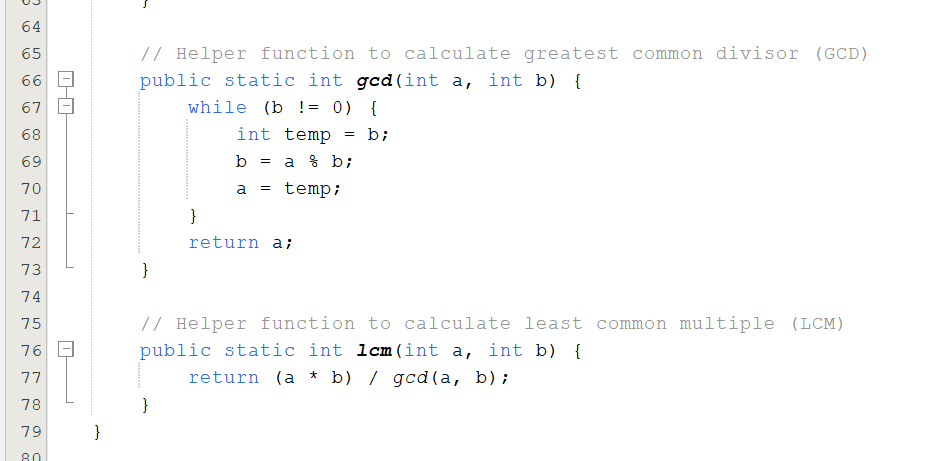 63 }
64
65 // Helper function to calculate greatest common divisor (GCD)
66 public static int gcd(int a, int b) {
67 while (b != 0) {
68 int temp = b;
69 b = a % b;
70 a = temp;
71 }
72 return a;
73 }
74
75 // Helper function to calculate least common multiple (LCM)
76 public static int lcm(int a, int b) {
77 return (a * b) / gcd(a, b);
78 }
79 }
80